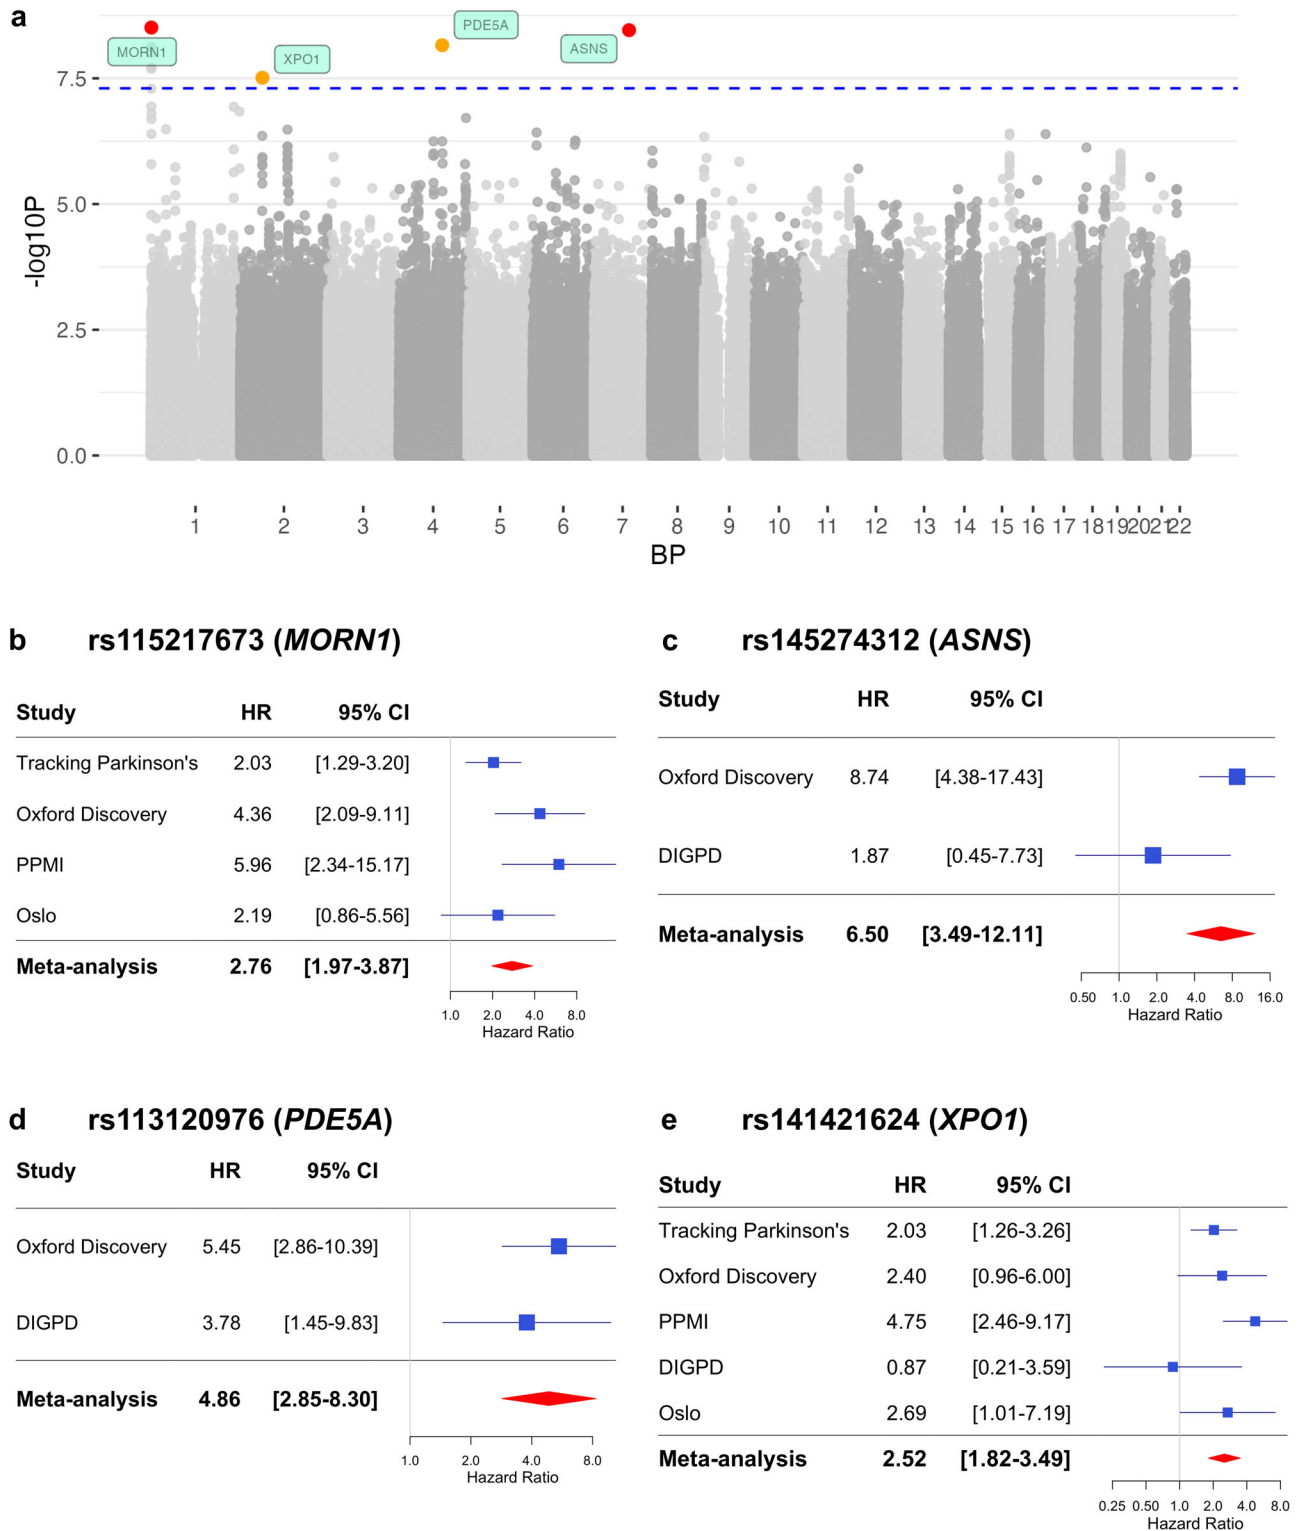 a
PDE5A
MORN1
XPO1
ASNS
7.5
5.0
2.5
0.0
-log10P
1 2 3 4 5 6 7 8 9 10 11 12 13 14 15 16 17 18 19 20 21 22
BP
b rs115217673 (MORN1)
Study HR 95% CI
Tracking Parkinson's 2.03 [1.29-3.20]
Oxford Discovery 4.36 [2.09-9.11]
PPMI 5.96 [2.34-15.17]
Oslo 2.19 [0.86-5.56]
Meta-analysis 2.76 [1.97-3.87]
1.0 2.0 4.0 8.0
Hazard Ratio
c rs145274312 (ASNS)
Study HR 95% CI
Oxford Discovery 8.74 [4.38-17.43]
DIGPD 1.87 [0.45-7.73]
Meta-analysis 6.50 [3.49-12.11]
0.50 1.0 2.0 4.0 8.0 16.0
Hazard Ratio
d rs113120976 (PDE5A)
Study HR 95% CI
Oxford Discovery 5.45 [2.86-10.39]
DIGPD 3.78 [1.45-9.83]
Meta-analysis 4.86 [2.85-8.30]
1.0 2.0 4.0 8.0
Hazard Ratio
e rs141421624 (XPO1)
Study HR 95% CI
Tracking Parkinson's 2.03 [1.26-3.26]
Oxford Discovery 2.40 [0.96-6.00]
PPMI 4.75 [2.46-9.17]
DIGPD 0.87 [0.21-3.59]
Oslo 2.69 [1.01-7.19]
Meta-analysis 2.52 [1.82-3.49]
0.25 0.50 1.0 2.0 4.0 8.0
Hazard Ratio